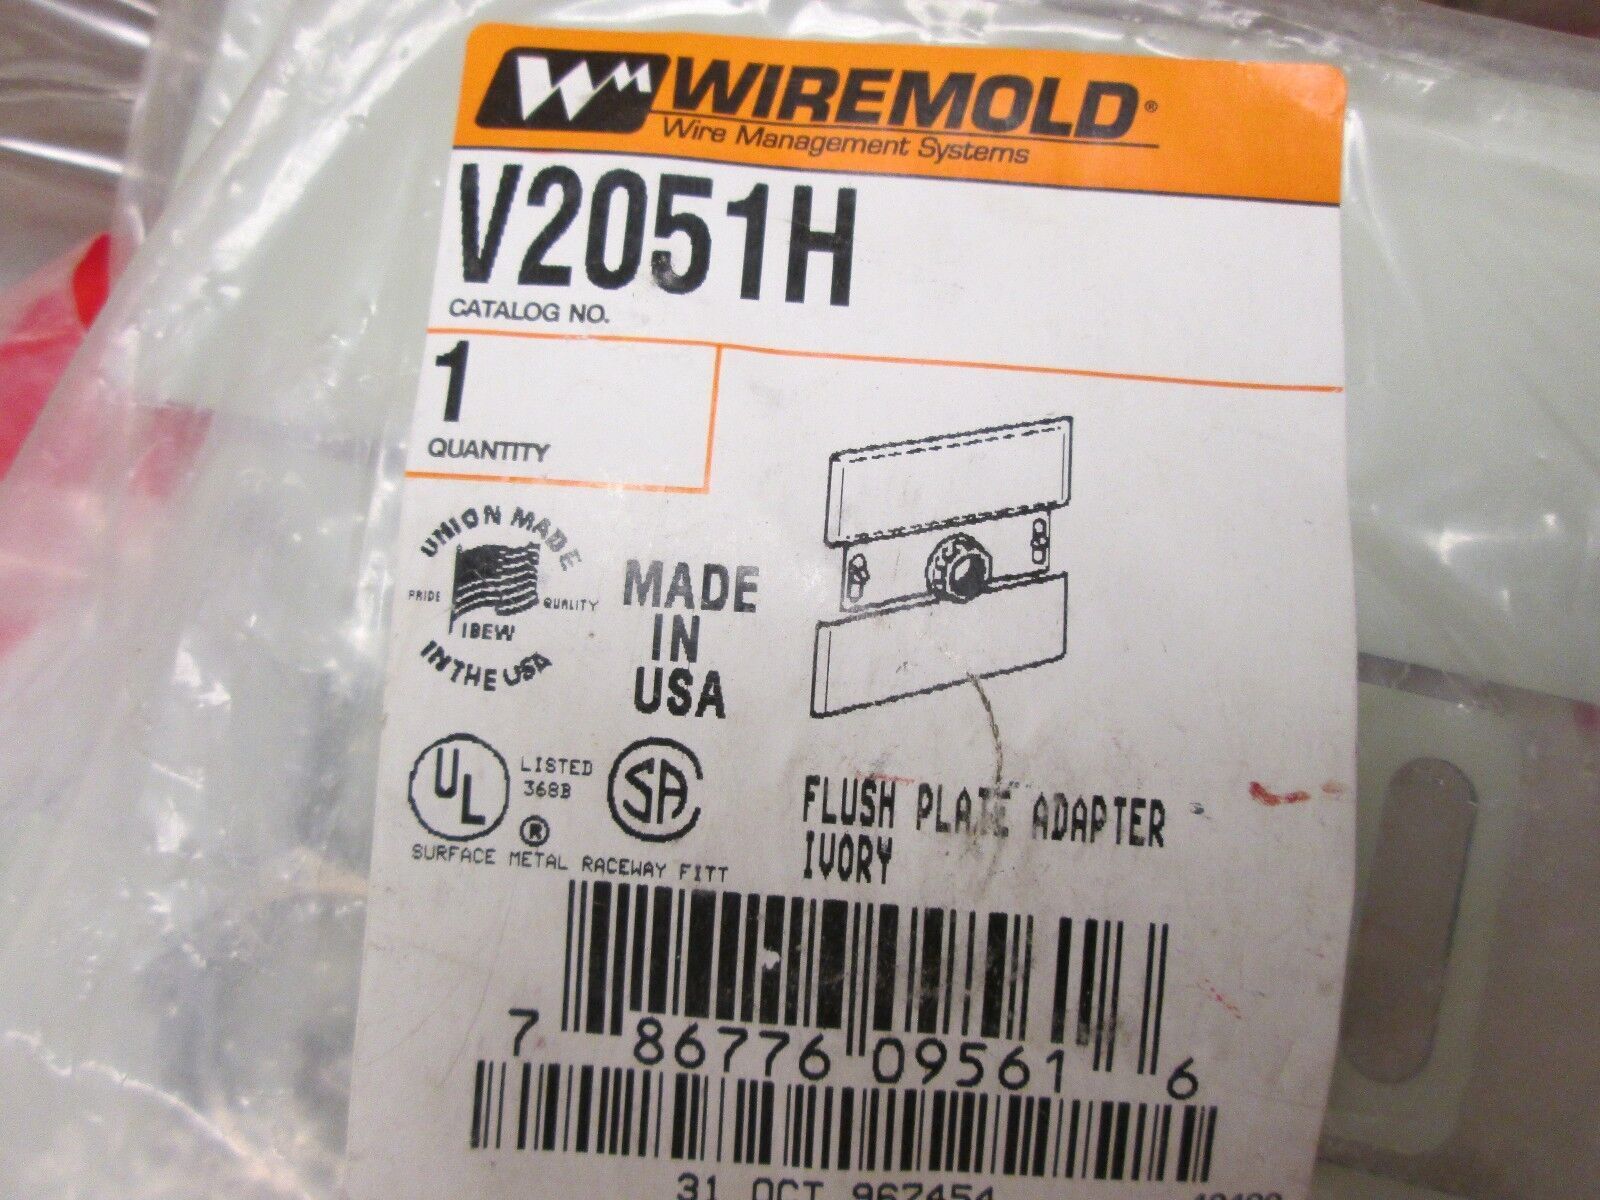 WIREMOLD®
Wire Management Systems
V2051H
CATALOG NO.
1
QUANTITY
UNION MADE
PRIDE QUALITY
IBEW
IN THE USA
MADE
IN
USA
UL LISTED
368B
®
SA
SURFACE METAL RACEWAY FITT
FLUSH PLATE ADAPTER
IVORY
7 86776 09561 6
31 OCT 967454